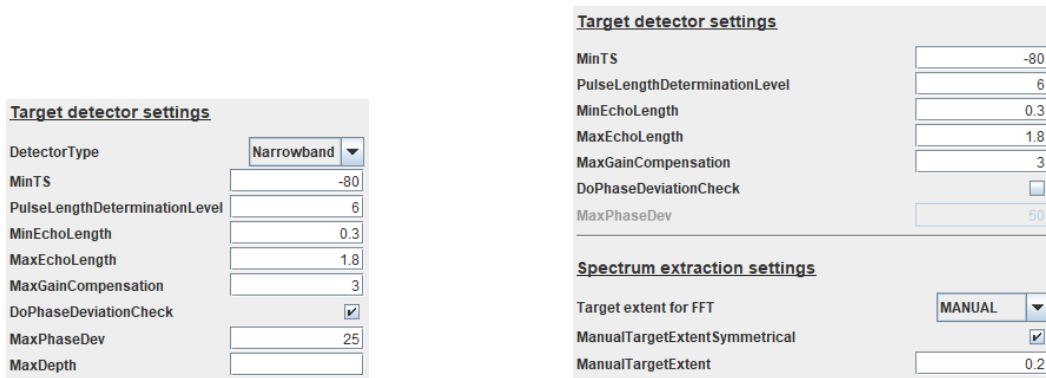 Target detector settings
DetectorType Narrowband
MinTS -80
PulseLengthDeterminationLevel 6
MinEchoLength 0.3
MaxEchoLength 1.8
MaxGainCompensation 3
DoPhaseDeviationCheck
MaxPhaseDev 25
MaxDepth
Target detector settings
MinTS -80
PulseLengthDeterminationLevel 6
MinEchoLength 0.3
MaxEchoLength 1.8
MaxGainCompensation 3
DoPhaseDeviationCheck
MaxPhaseDev 50
Spectrum extraction settings
Target extent for FFT MANUAL
ManualTargetExtentSymmetrical
ManualTargetExtent 0.2